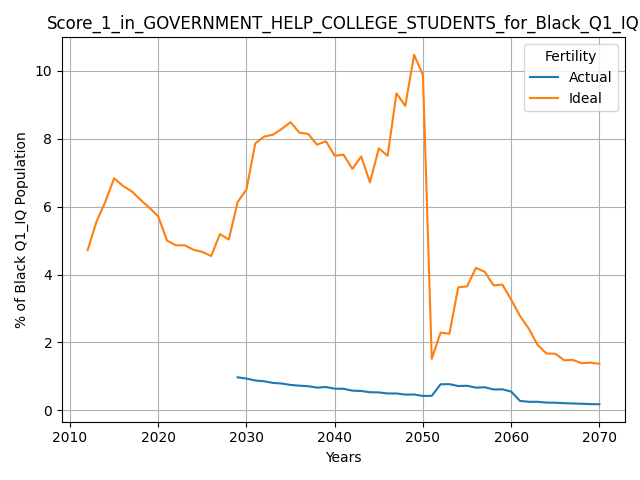 Score_1_in_GOVERNMENT_HELP_COLLEGE_STUDENTS_for_Black_Q1_IQ
Fertility
Actual
Ideal
% of Black Q1_IQ Population
10
8
6
4
2
0
2010 2020 2030 2040 2050 2060 2070
Years